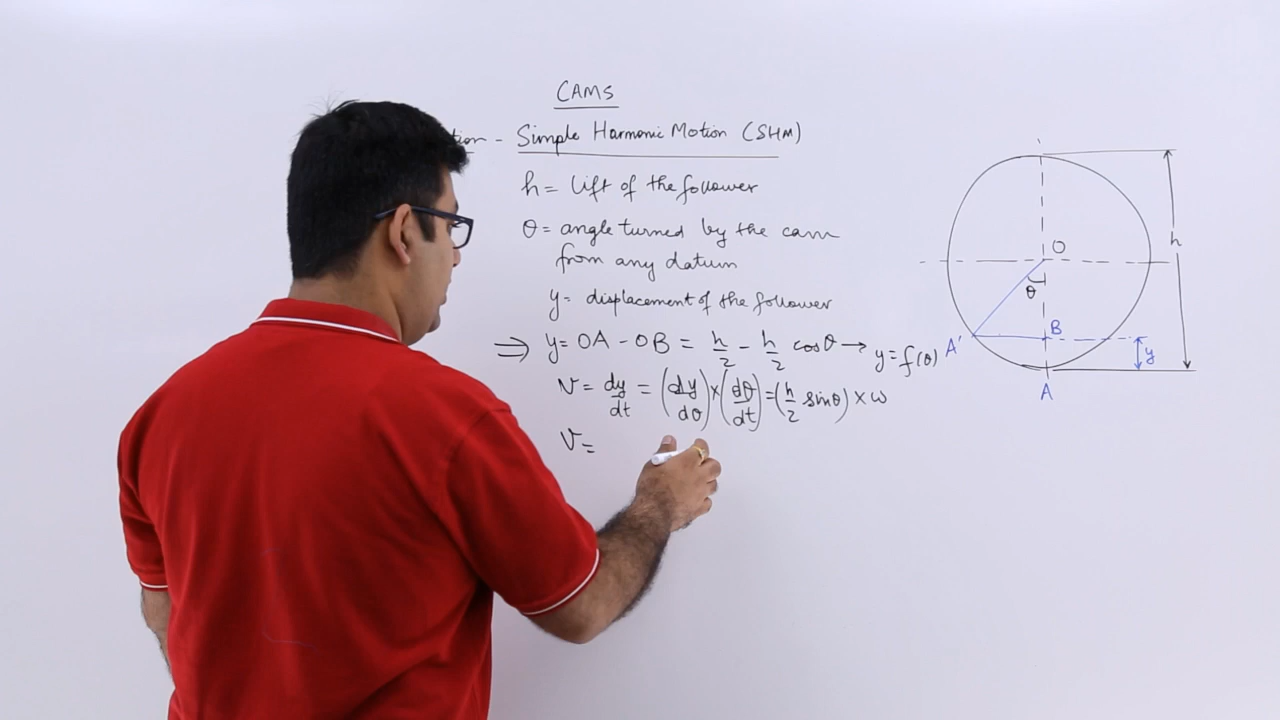 CAMS
- Simple Harmonic Motion (SHM)
h = lift of the follower
θ = angle turned by the cam
from any datum
y = displacement of the follower
⇒ y = OA - OB = h/2 - h/2 cosθ → y = f(θ)
V = dy/dt = (dy/dθ) × (dθ/dt) = (h/2 sinθ) × ω
V =
O
θ
h
A'
B
y
A